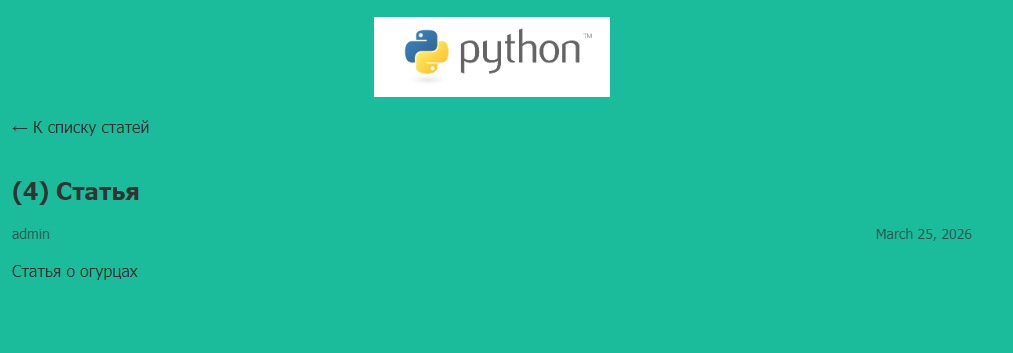 python™
← К списку статей
(4) Статья
admin March 25, 2026
Статья о огурцах